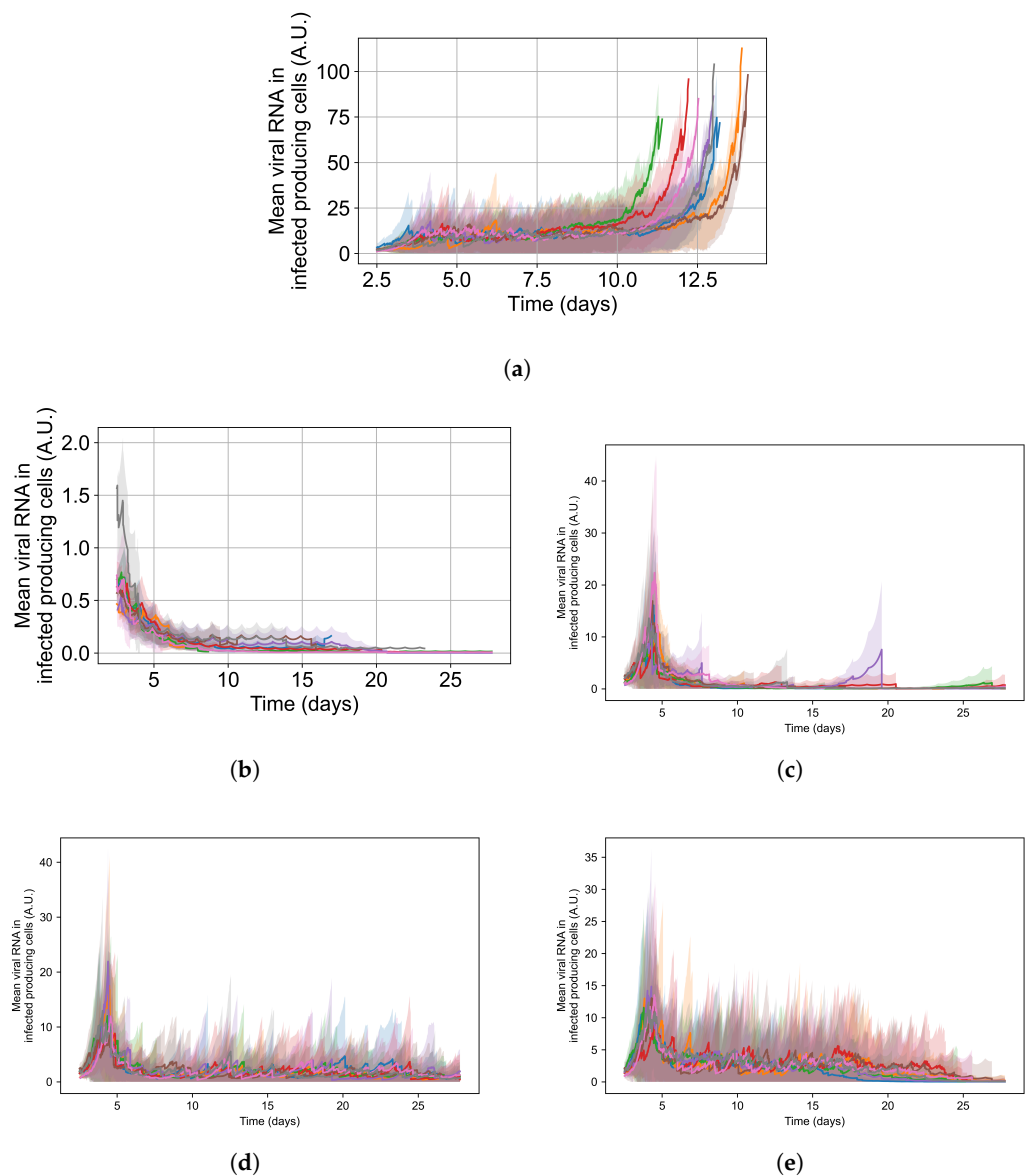 Mean viral RNA in
infected producing cells (A.U.)
100
75
50
25
0
2.5 5.0 7.5 10.0 12.5
Time (days)
(a)
Mean viral RNA in
infected producing cells (A.U.)
2.0
1.5
1.0
0.5
0.0
5 10 15 20 25
Time (days)
(b)
Mean viral RNA in
infected producing cells (A.U.)
40
30
20
10
0
5 10 15 20 25
Time (days)
(c)
Mean viral RNA in
infected producing cells (A.U.)
40
30
20
10
0
5 10 15 20 25
Time (days)
(d)
Mean viral RNA in
infected producing cells (A.U.)
35
30
25
20
15
10
5
0
5 10 15 20 25
Time (days)
(e)